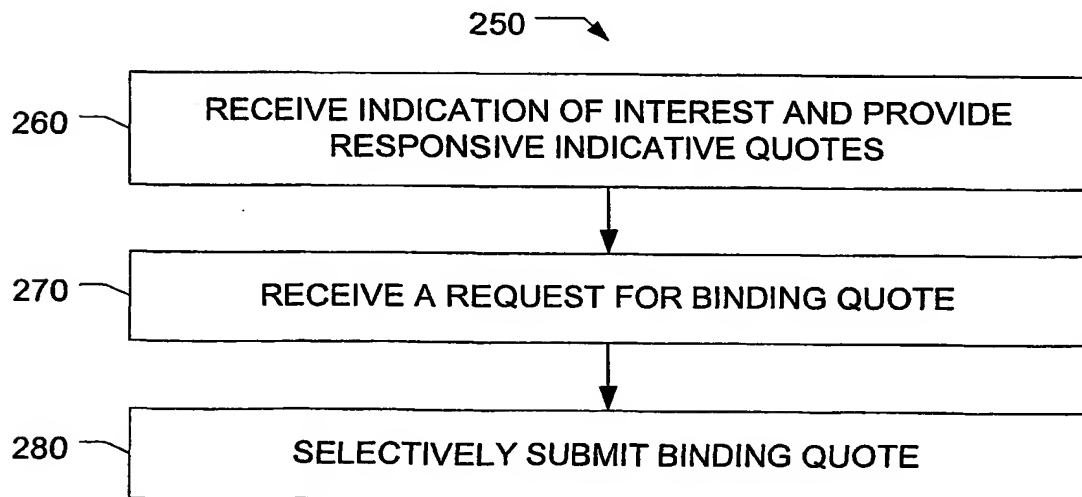 250
260
RECEIVE INDICATION OF INTEREST AND PROVIDE
RESPONSIVE INDICATIVE QUOTES
270
RECEIVE A REQUEST FOR BINDING QUOTE
280
SELECTIVELY SUBMIT BINDING QUOTE